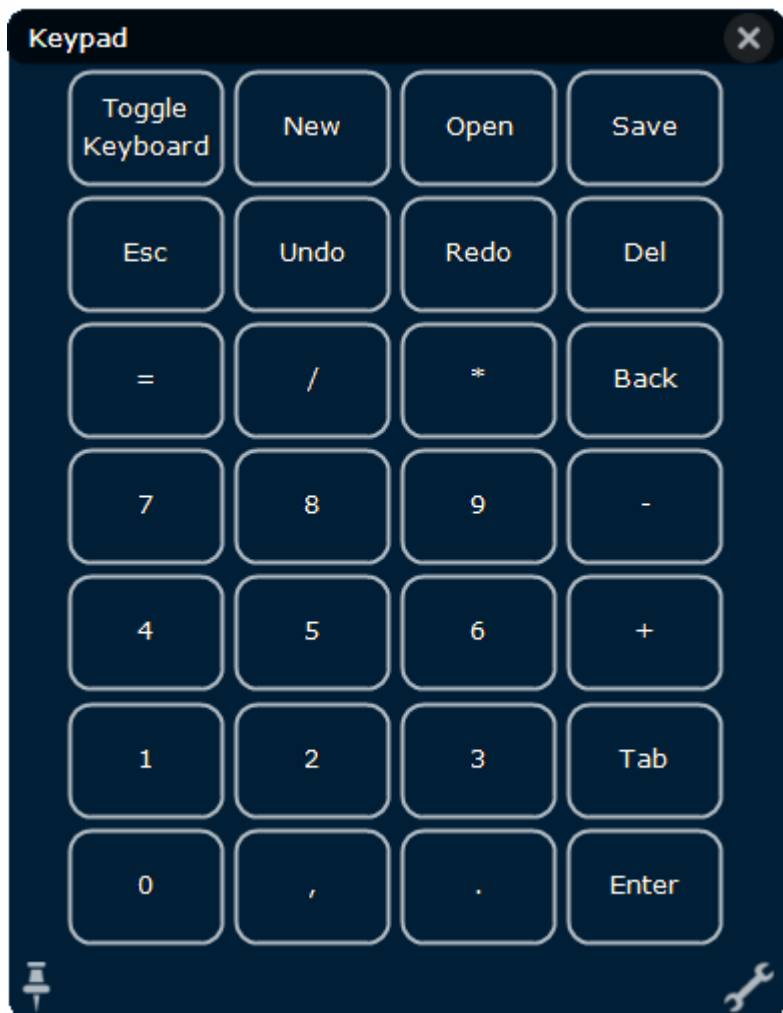 Keypad
Toggle
Keyboard
New
Open
Save
Esc
Undo
Redo
Del
=
/
*
Back
7
8
9
-
4
5
6
+
1
2
3
Tab
0
,
.
Enter